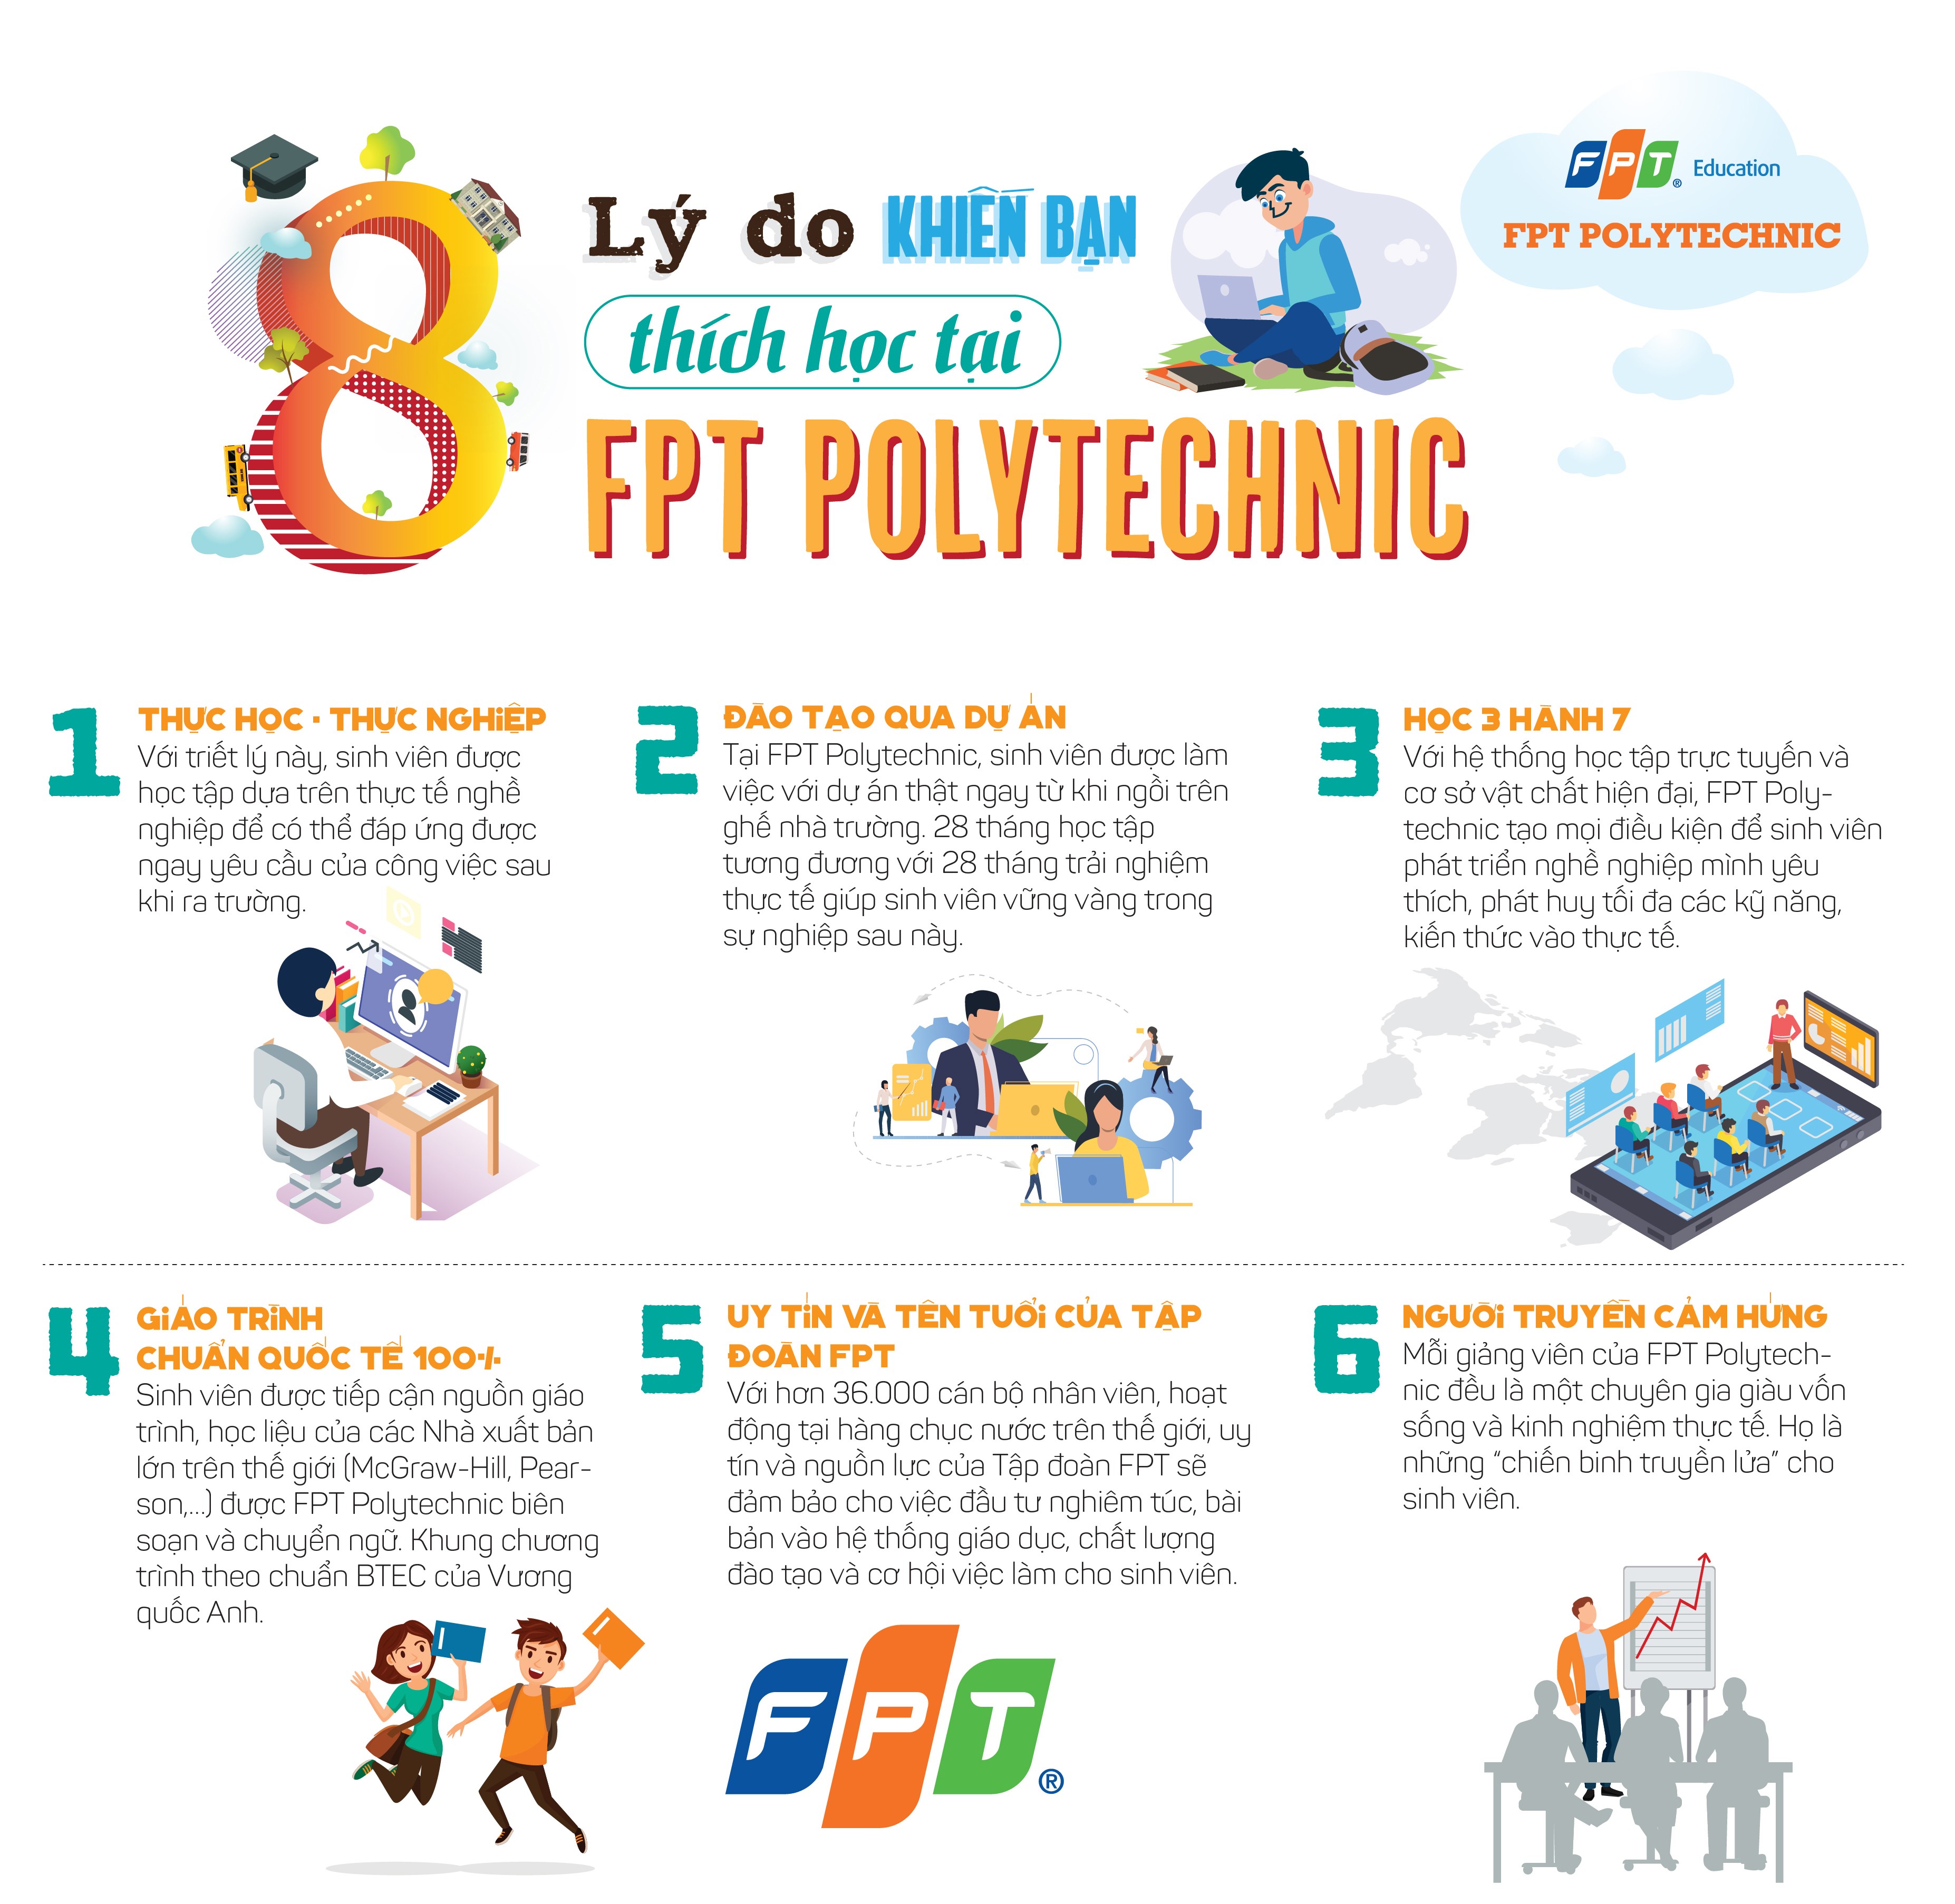 8
Lý do KHIẾN BẠN
thích học tại
FPT POLYTECHNIC
FPT® Education
FPT POLYTECHNIC
1
THỰC HỌC - THỰC NGHIỆP
Với triết lý này, sinh viên được
học tập dựa trên thực tế nghề
nghiệp để có thể đáp ứng được
ngay yêu cầu của công việc sau
khi ra trường.
2
ĐÀO TẠO QUA DỰ ÁN
Tại FPT Polytechnic, sinh viên được làm
việc với dự án thật ngay từ khi ngồi trên
ghế nhà trường. 28 tháng học tập
tương đương với 28 tháng trải nghiệm
thực tế giúp sinh viên vững vàng trong
sự nghiệp sau này.
3
HỌC 3 HÀNH 7
Với hệ thống học tập trực tuyến và
cơ sở vật chất hiện đại, FPT Poly-
technic tạo mọi điều kiện để sinh viên
phát triển nghề nghiệp mình yêu
thích, phát huy tối đa các kỹ năng,
kiến thức vào thực tế.
4
GIÁO TRÌNH
CHUẨN QUỐC TẾ 100%
Sinh viên được tiếp cận nguồn giáo
trình, học liệu của các Nhà xuất bản
lớn trên thế giới (McGraw-Hill, Pear-
son,...) được FPT Polytechnic biên
soạn và chuyển ngữ. Khung chương
trình theo chuẩn BTEC của Vương
quốc Anh.
5
UY TÍN VÀ TÊN TUỔI CỦA TẬP
ĐOÀN FPT
Với hơn 36.000 cán bộ nhân viên, hoạt
động tại hàng chục nước trên thế giới, uy
tín và nguồn lực của Tập đoàn FPT sẽ
đảm bảo cho việc đầu tư nghiêm túc, bài
bản vào hệ thống giáo dục, chất lượng
đào tạo và cơ hội việc làm cho sinh viên.
FPT®
6
NGƯỜI TRUYỀN CẢM HỨNG
Mỗi giảng viên của FPT Polytech-
nic đều là một chuyên gia giàu vốn
sống và kinh nghiệm thực tế. Họ là
những “chiến binh truyền lửa” cho
sinh viên.